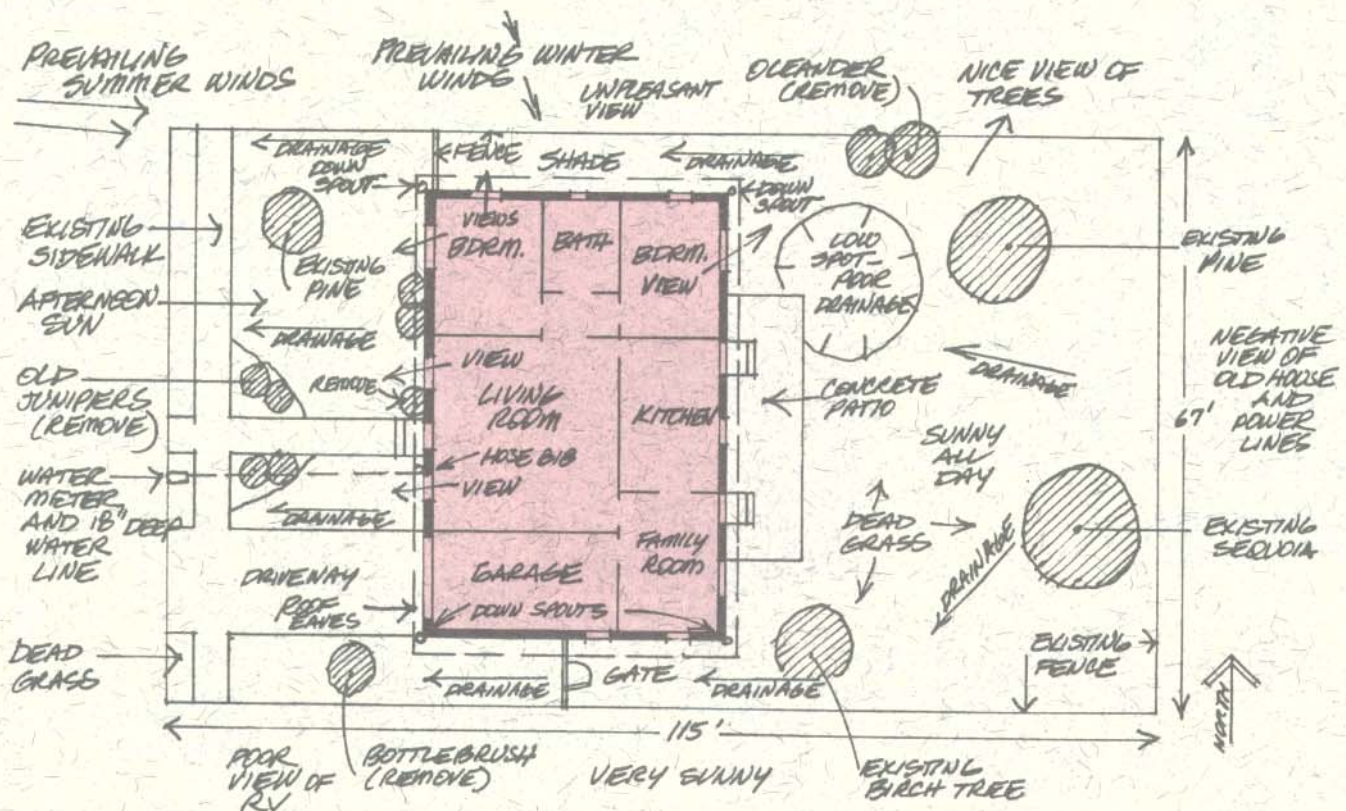 PREVAILING
SUMMER WINDS
PREVAILING WINTER
WINDS
UNPLEASANT
VIEW
OLEANDER
(REMOVE)
NICE VIEW OF
TREES
DRAINAGE
DOWN
SPOUT
FENCE
SHADE
DRAINAGE
DOWN
SPOUT
EXISTING
SIDEWALK
EXISTING
PINE
VIEWS
BDRM.
BATH
BDRM.
VIEW
LOW
SPOT-
POOR
DRAINAGE
EXISTING
PINE
AFTERNOON
SUN
DRAINAGE
VIEW
DRAINAGE
NEGATIVE
VIEW OF
OLD HOUSE
AND
POWER
LINES
67'
OLD
JUNIPERS
(REMOVE)
REMOVE
LIVING
ROOM
KITCHEN
CONCRETE
PATIO
SUNNY
ALL
DAY
HOSE BIB
VIEW
WATER
METER
AND 18" DEEP
WATER
LINE
DRAINAGE
DEAD
GRASS
DRAINAGE
EXISTING
SEQUOIA
FAMILY
ROOM
GARAGE
DRIVEWAY
ROOF
EAVES
DOWN SPOUTS
DEAD
GRASS
DRAINAGE
GATE
DRAINAGE
EXISTING
FENCE
NORTH
115'
POOR
VIEW OF
RV
BOTTLEBRUSH
(REMOVE)
VERY SUNNY
EXISTING
BIRCH TREE